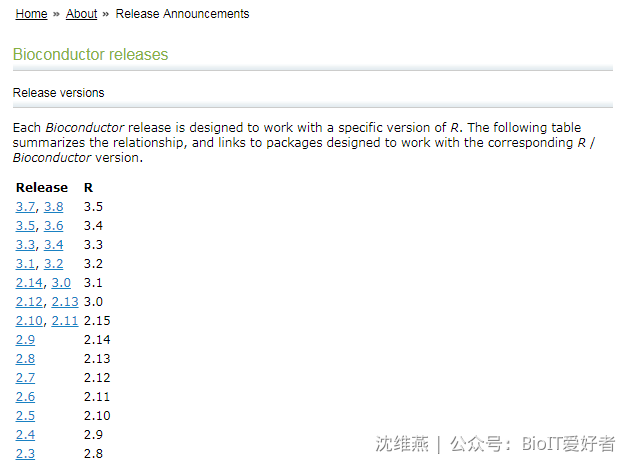 Home » About » Release Announcements
Bioconductor releases
Release versions
Each Bioconductor release is designed to work with a specific version of R. The following table
summarizes the relationship, and links to packages designed to work with the corresponding R /
Bioconductor version.
Release R
3.7, 3.8 3.5
3.5, 3.6 3.4
3.3, 3.4 3.3
3.1, 3.2 3.2
2.14, 3.0 3.1
2.12, 2.13 3.0
2.10, 2.11 2.15
2.9 2.14
2.8 2.13
2.7 2.12
2.6 2.11
2.5 2.10
2.4 2.9
2.3 2.8
沈维燕 | 公众号：BioIT爱好者